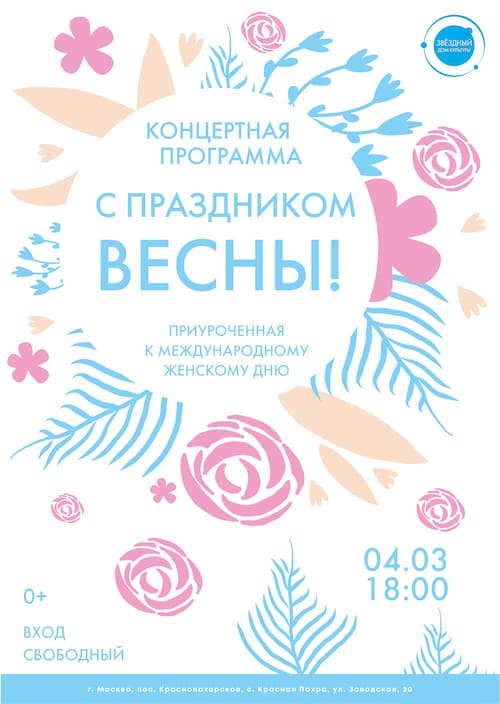 ЗВЁЗДНЫЙ
ДОМ КУЛЬТУРЫ
КОНЦЕРТНАЯ
ПРОГРАММА
С ПРАЗДНИКОМ
ВЕСНЫ!
ПРИУРОЧЕННАЯ
К МЕЖДУНАРОДНОМУ
ЖЕНСКОМУ ДНЮ
04.03
18:00
0+
ВХОД
СВОБОДНЫЙ
г. Москва, пос. Краснопахорское, с. Красная Пахра, ул. Заводская, 20